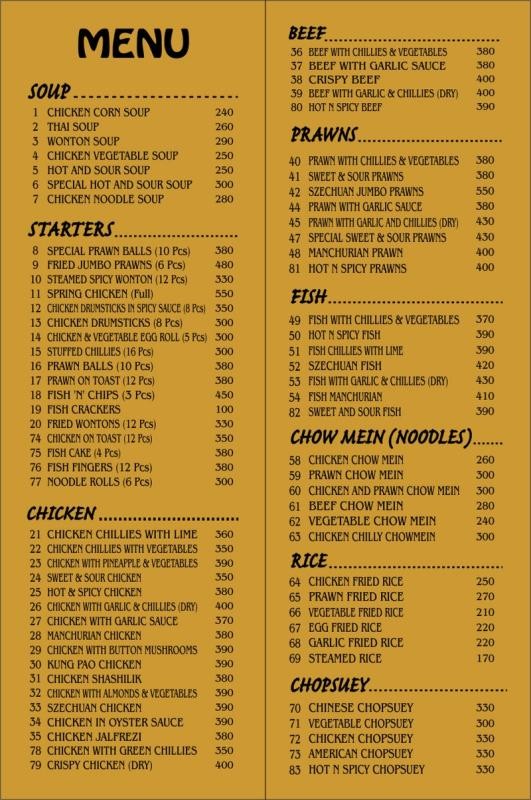 MENU
SOUP
1 CHICKEN CORN SOUP 240
2 THAI SOUP 260
3 WONTON SOUP 290
4 CHICKEN VEGETABLE SOUP 250
5 HOT AND SOUR SOUP 250
6 SPECIAL HOT AND SOUR SOUP 300
7 CHICKEN NOODLE SOUP 280
STARTERS
8 SPECIAL PRAWN BALLS (10 Pcs) 380
9 FRIED JUMBO PRAWNS (6 Pcs) 480
10 STEAMED SPICY WONTON (12 Pcs) 330
11 SPRING CHICKEN (Full) 550
12 CHICKEN DRUMSTICKS IN SPICY SAUCE (8 Pcs) 350
13 CHICKEN DRUMSTICKS (8 Pcs) 300
14 CHICKEN & VEGETABLE EGG ROLL (5 Pcs) 300
15 STUFFED CHILLIES (16 Pcs) 300
16 PRAWN BALLS (10 Pcs) 380
17 PRAWN ON TOAST (12 Pcs) 380
18 FISH 'N' CHIPS (3 Pcs) 450
19 FISH CRACKERS 100
20 FRIED WONTONS (12 Pcs) 330
74 CHICKEN ON TOAST (12 Pcs) 350
75 FISH CAKE (4 Pcs) 380
76 FISH FINGERS (12 Pcs) 380
77 NOODLE ROLLS (6 Pcs) 300
CHICKEN
21 CHICKEN CHILLIES WITH LIME 360
22 CHICKEN CHILLIES WITH VEGETABLES 350
23 CHICKEN WITH PINEAPPLE & VEGETABLES 390
24 SWEET & SOUR CHICKEN 350
25 HOT & SPICY CHICKEN 380
26 CHICKEN WITH GARLIC & CHILLIES (DRY) 400
27 CHICKEN WITH GARLIC SAUCE 370
28 MANCHURIAN CHICKEN 380
29 CHICKEN WITH BUTTON MUSHROOMS 390
30 KUNG PAO CHICKEN 390
31 CHICKEN SHASHILIK 380
32 CHICKEN WITH ALMONDS & VEGETABLES 390
33 SZECHUAN CHICKEN 390
34 CHICKEN IN OYSTER SAUCE 390
35 CHICKEN JALFREZI 380
78 CHICKEN WITH GREEN CHILLIES 350
79 CRISPY CHICKEN (DRY) 400
BEEF
36 BEEF WITH CHILLIES & VEGETABLES 380
37 BEEF WITH GARLIC SAUCE 380
38 CRISPY BEEF 400
39 BEEF WITH GARLIC & CHILLIES (DRY) 400
80 HOT N SPICY BEEF 390
PRAWNS
40 PRAWN WITH CHILLIES & VEGETABLES 380
41 SWEET & SOUR PRAWNS 380
42 SZECHUAN JUMBO PRAWNS 550
44 PRAWN WITH GARLIC SAUCE 380
45 PRAWN WITH GARLIC AND CHILLIES (DRY) 430
47 SPECIAL SWEET & SOUR PRAWNS 430
48 MANCHURIAN PRAWN 400
81 HOT N SPICY PRAWNS 400
FISH
49 FISH WITH CHILLIES & VEGETABLES 370
50 HOT N SPICY FISH 390
51 FISH CHILLIES WITH LIME 390
52 SZECHUAN FISH 420
53 FISH WITH GARLIC & CHILLIES (DRY) 430
54 FISH MANCHURIAN 410
82 SWEET AND SOUR FISH 390
CHOW MEIN (NOODLES)
58 CHICKEN CHOW MEIN 260
59 PRAWN CHOW MEIN 300
60 CHICKEN AND PRAWN CHOW MEIN 300
61 BEEF CHOW MEIN 280
62 VEGETABLE CHOW MEIN 240
63 CHICKEN CHILLY CHOWMEIN 300
RICE
64 CHICKEN FRIED RICE 250
65 PRAWN FRIED RICE 270
66 VEGETABLE FRIED RICE 210
67 EGG FRIED RICE 220
68 GARLIC FRIED RICE 220
69 STEAMED RICE 170
CHOPSUEY
70 CHINESE CHOPSUEY 330
71 VEGETABLE CHOPSUEY 300
72 CHICKEN CHOPSUEY 330
73 AMERICAN CHOPSUEY 330
83 HOT N SPICY CHOPSUEY 330